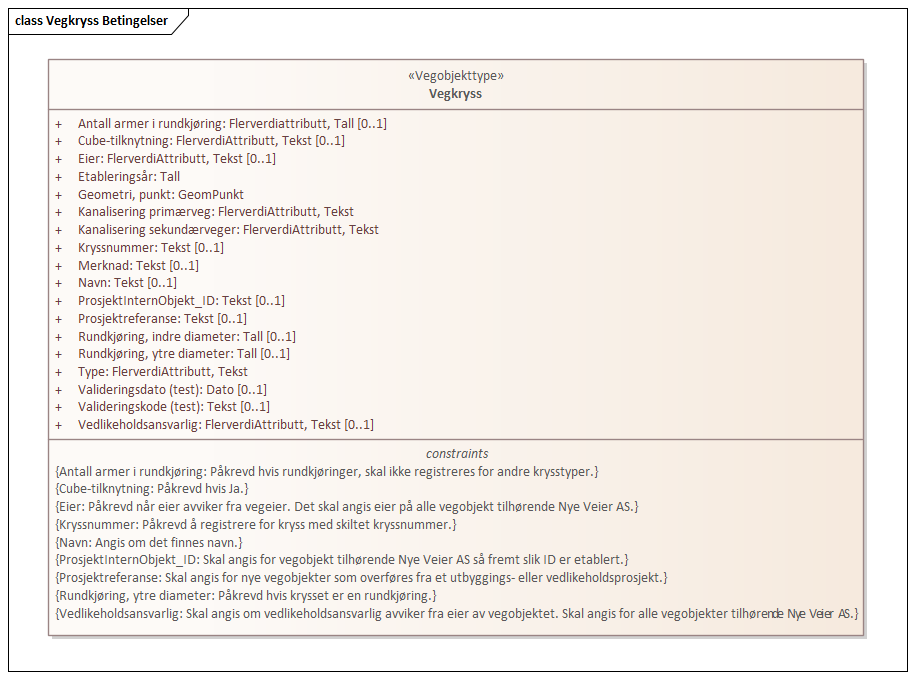 class Vegkryss Betingelser
«Vegobjekttype»
Vegkryss
+ Antall armer i rundkjøring: Flerverdiattributt, Tall [0..1]
+ Cube-tilknytning: FlerverdiAttributt, Tekst [0..1]
+ Eier: FlerverdiAttributt, Tekst [0..1]
+ Etableringsår: Tall
+ Geometri, punkt: GeomPunkt
+ Kanalisering primærveg: FlerverdiAttributt, Tekst
+ Kanalisering sekundærveger: FlerverdiAttributt, Tekst
+ Kryssnummer: Tekst [0..1]
+ Merknad: Tekst [0..1]
+ Navn: Tekst [0..1]
+ ProsjektInternObjekt_ID: Tekst [0..1]
+ Prosjektreferanse: Tekst [0..1]
+ Rundkjøring, indre diameter: Tall [0..1]
+ Rundkjøring, ytre diameter: Tall [0..1]
+ Type: FlerverdiAttributt, Tekst
+ Valideringsdato (test): Dato [0..1]
+ Valideringskode (test): Tekst [0..1]
+ Vedlikeholdsansvarlig: FlerverdiAttributt, Tekst [0..1]
constraints
{Antall armer i rundkjøring: Påkrevd hvis rundkjøringer, skal ikke registreres for andre krysstyper.}
{Cube-tilknytning: Påkrevd hvis Ja.}
{Eier: Påkrevd når eier avviker fra vegeier. Det skal angis eier på alle vegobjekt tilhørende Nye Veier AS.}
{Kryssnummer: Påkrevd å registrere for kryss med skiltet kryssnummer.}
{Navn: Angis om det finnes navn.}
{ProsjektInternObjekt_ID: Skal angis for vegobjekt tilhørende Nye Veier AS så fremt slik ID er etablert.}
{Prosjektreferanse: Skal angis for nye vegobjekter som overføres fra et utbyggings- eller vedlikeholdsprosjekt.}
{Rundkjøring, ytre diameter: Påkrevd hvis krysset er en rundkjøring.}
{Vedlikeholdsansvarlig: Skal angis om vedlikeholdsansvarlig avviker fra eier av vegobjektet. Skal angis for alle vegobjekter tilhørende Nye Veier AS.}